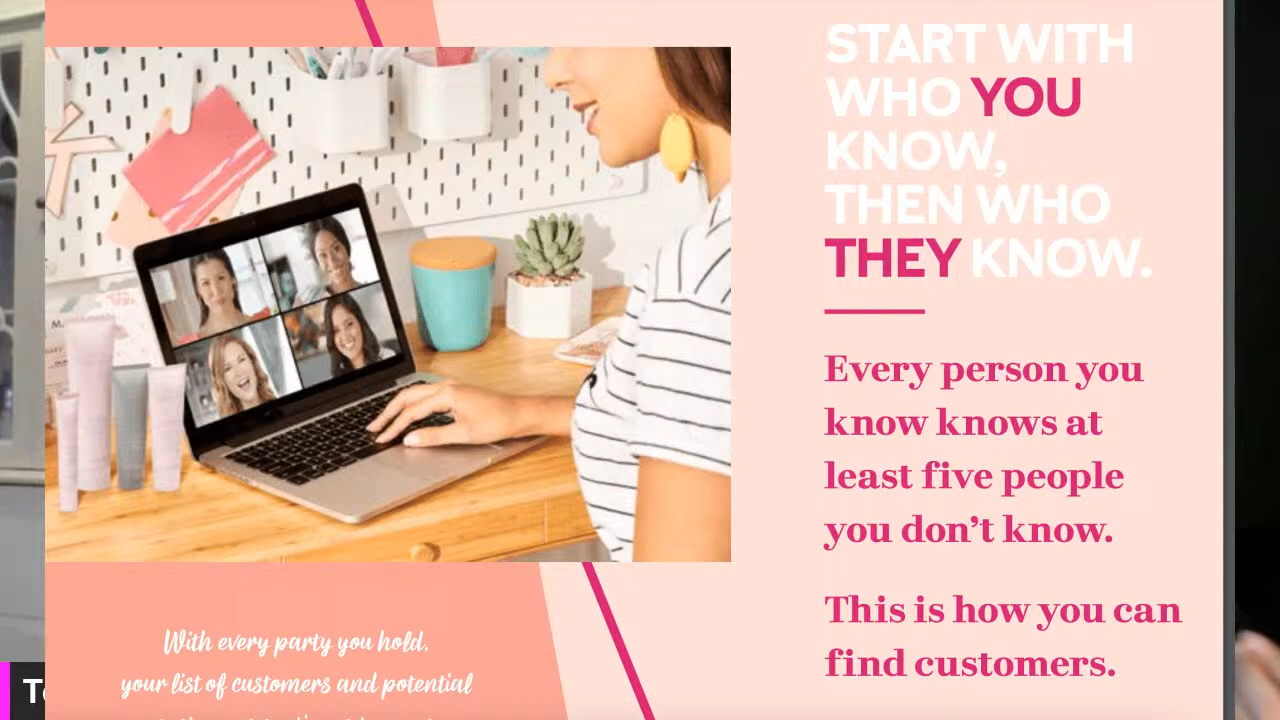 START WITH
WHO YOU
KNOW,
THEN WHO
THEY KNOW.
Every person you
know knows at
least five people
you don't know.
This is how you can
find customers.
With every party you hold,
your list of customers and potential